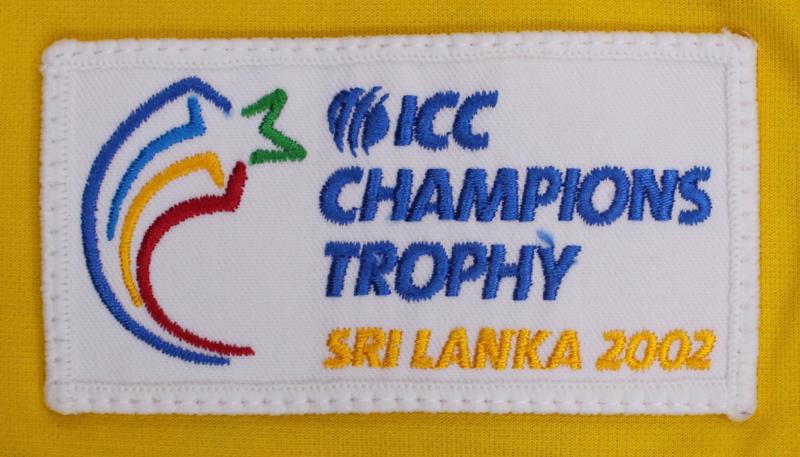 ICC
CHAMPIONS
TROPHY
SRI LANKA 2002